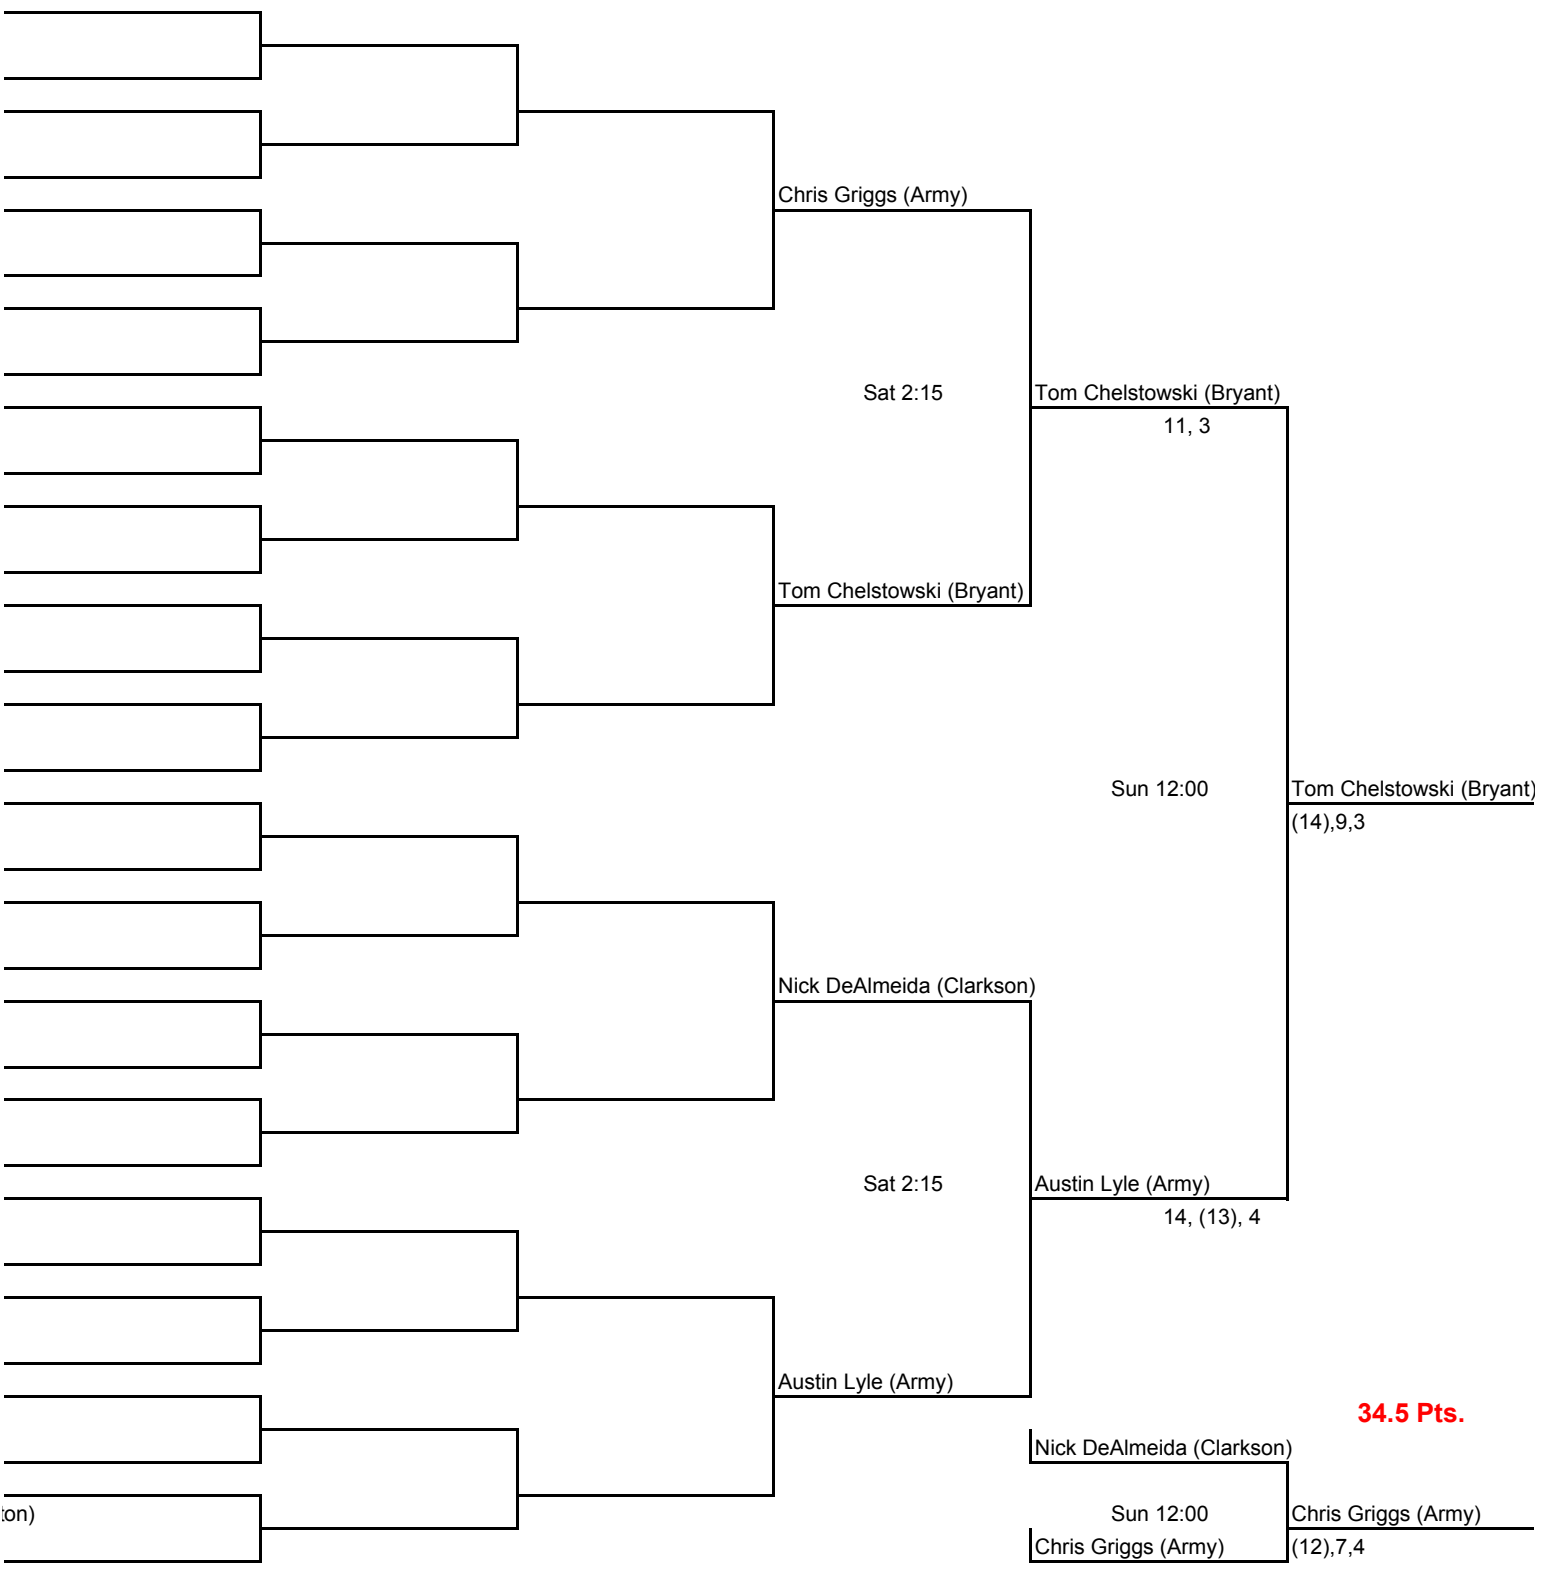 Chris Griggs (Army)
Sat 2:15
Tom Chelstowski (Bryant)
11, 3
Tom Chelstowski (Bryant)
Sun 12:00
Tom Chelstowski (Bryant)
(14),9,3
Nick DeAlmeida (Clarkson)
Sat 2:15
Austin Lyle (Army)
14, (13), 4
Austin Lyle (Army)
34.5 Pts.
Nick DeAlmeida (Clarkson)
ton)
Sun 12:00
Chris Griggs (Army)
Chris Griggs (Army)
(12),7,4